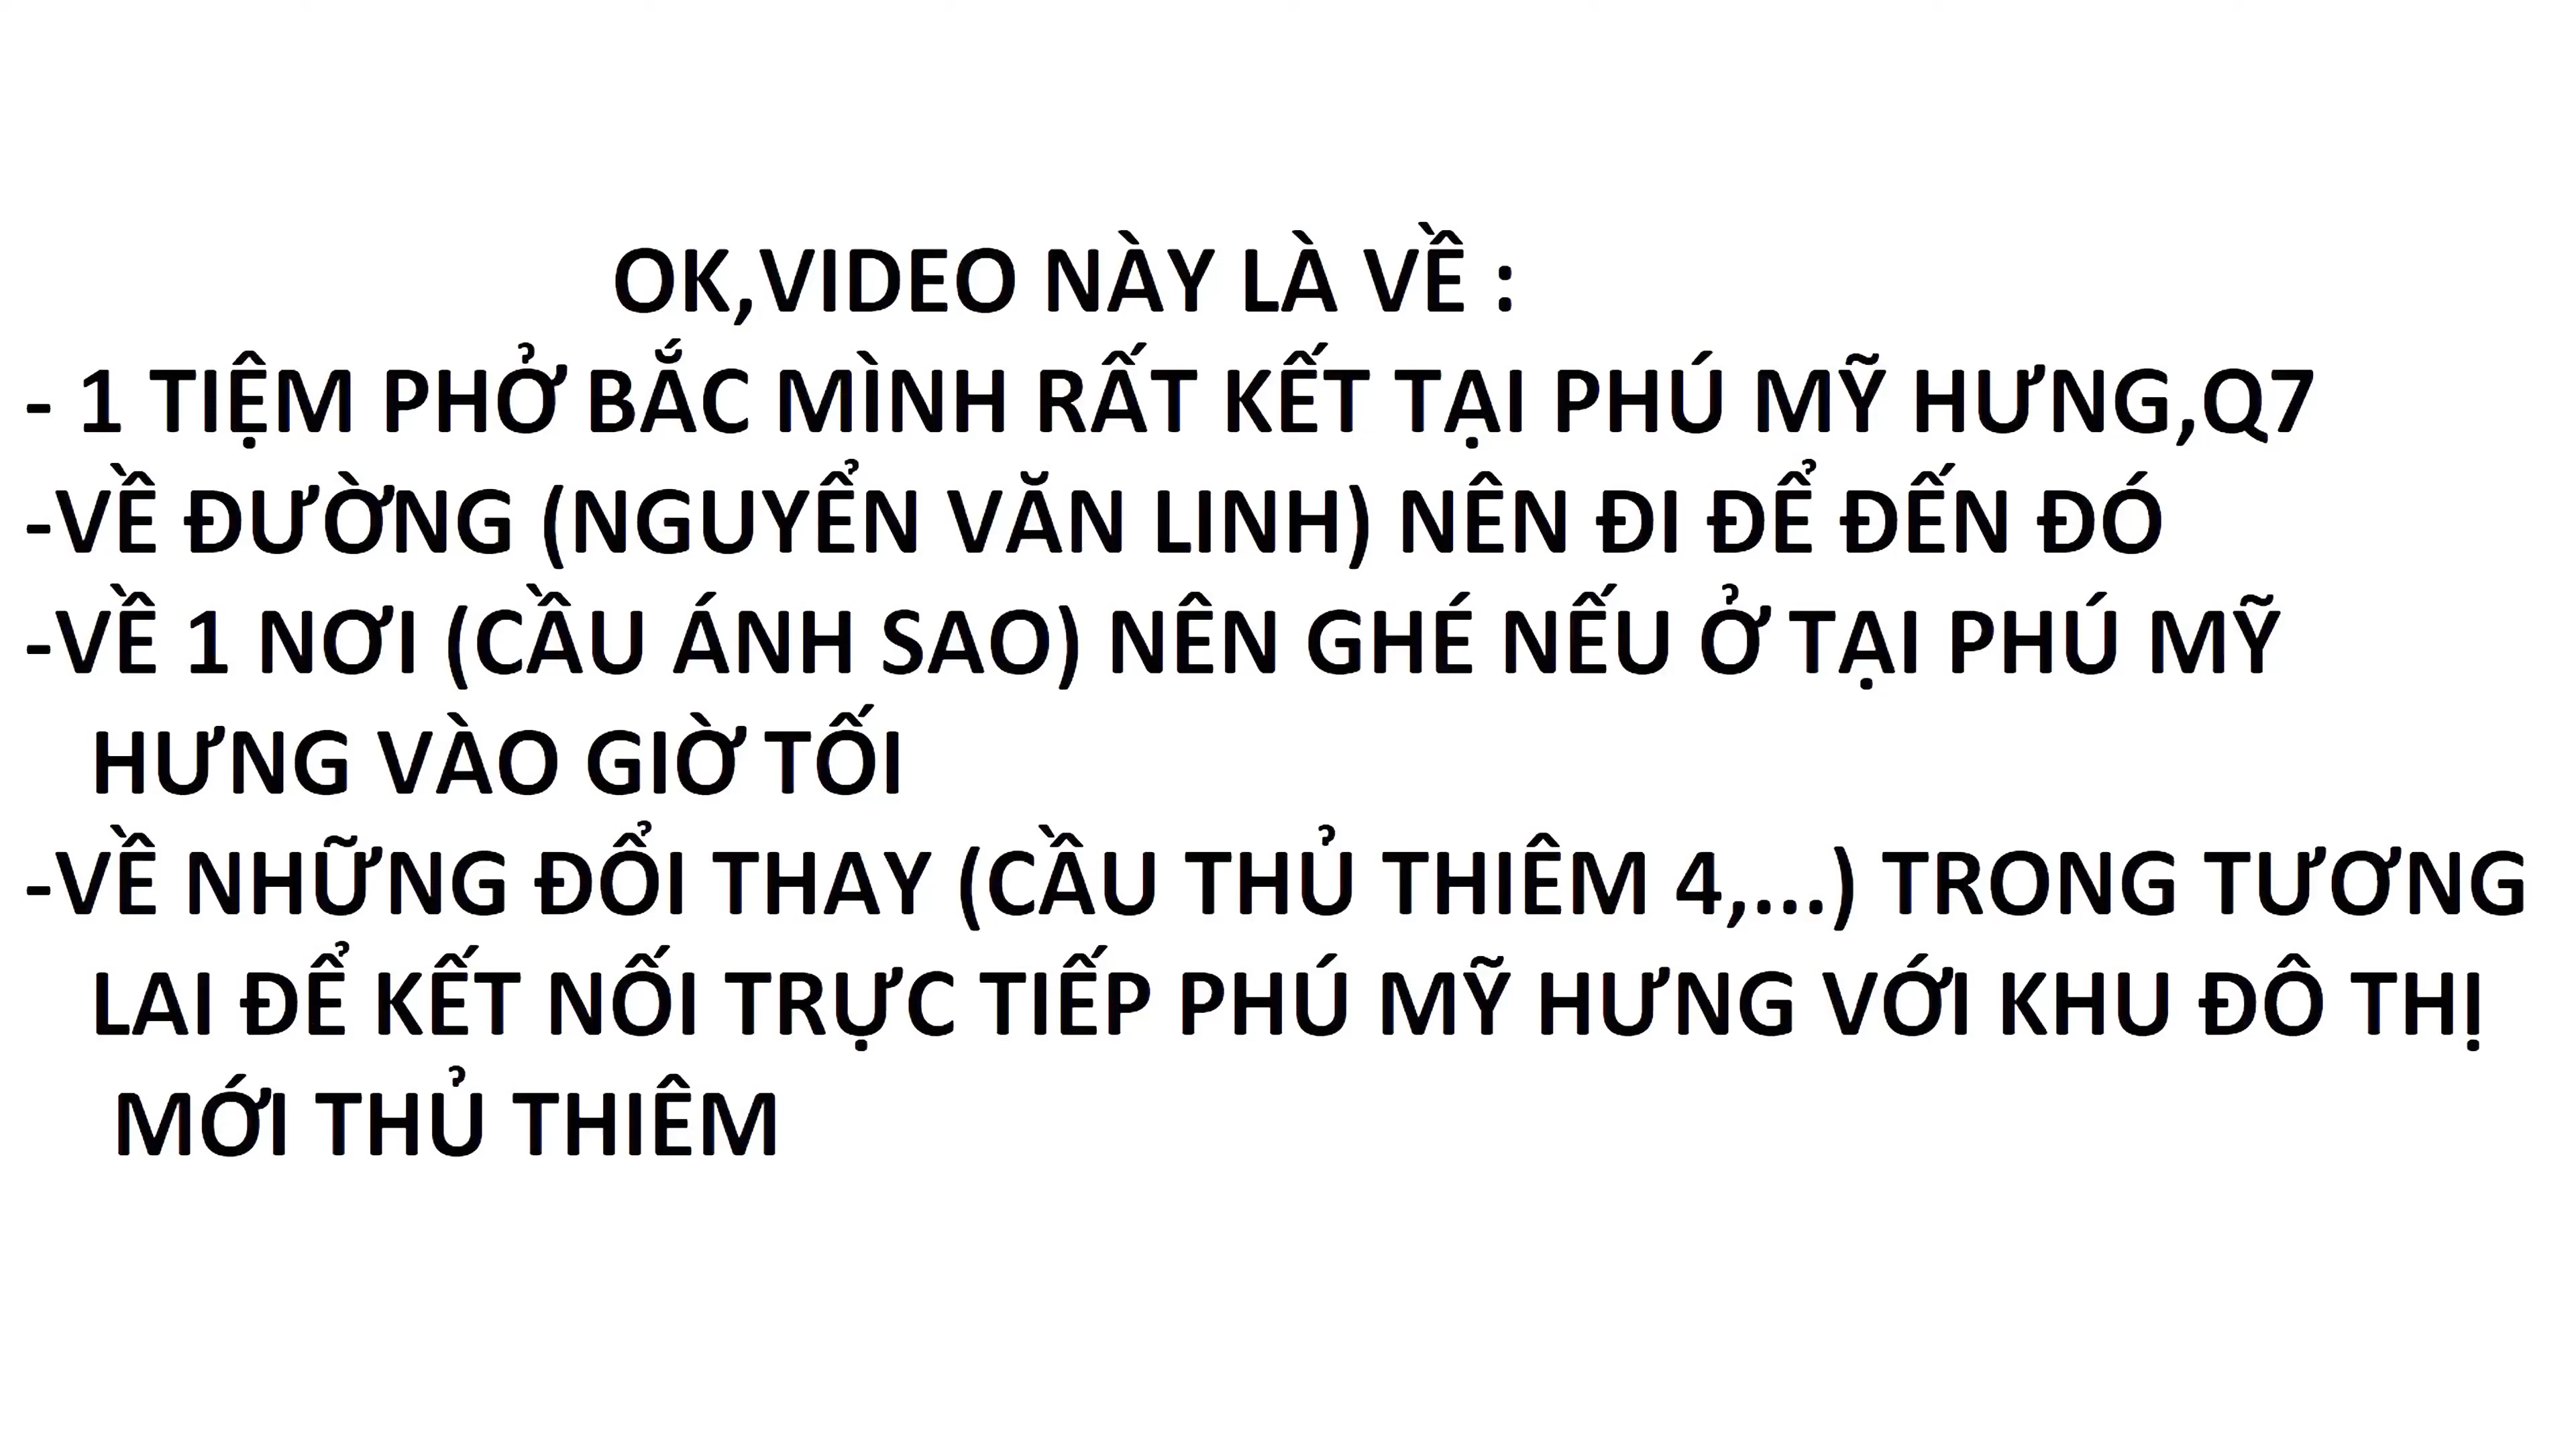 OK,VIDEO NÀY LÀ VỀ :
- 1 TIỆM PHỞ BẮC MÌNH RẤT KẾT TẠI PHÚ MỸ HƯNG,Q7
-VỀ ĐƯỜNG (NGUYỂN VĂN LINH) NÊN ĐI ĐỂ ĐẾN ĐÓ
-VỀ 1 NƠI (CẦU ÁNH SAO) NÊN GHÉ NẾU Ở TẠI PHÚ MỸ
HƯNG VÀO GIỜ TỐI
-VỀ NHỮNG ĐỔI THAY (CẦU THỦ THIÊM 4,...) TRONG TƯƠNG
LAI ĐỂ KẾT NỐI TRỰC TIẾP PHÚ MỸ HƯNG VỚI KHU ĐÔ THỊ
MỚI THỦ THIÊM